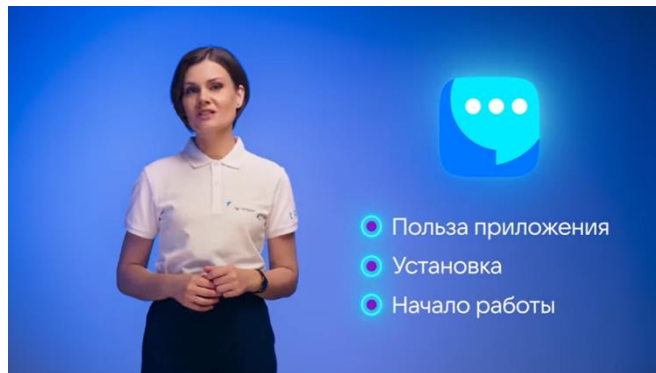 Польза приложения
Установка
Начало работы